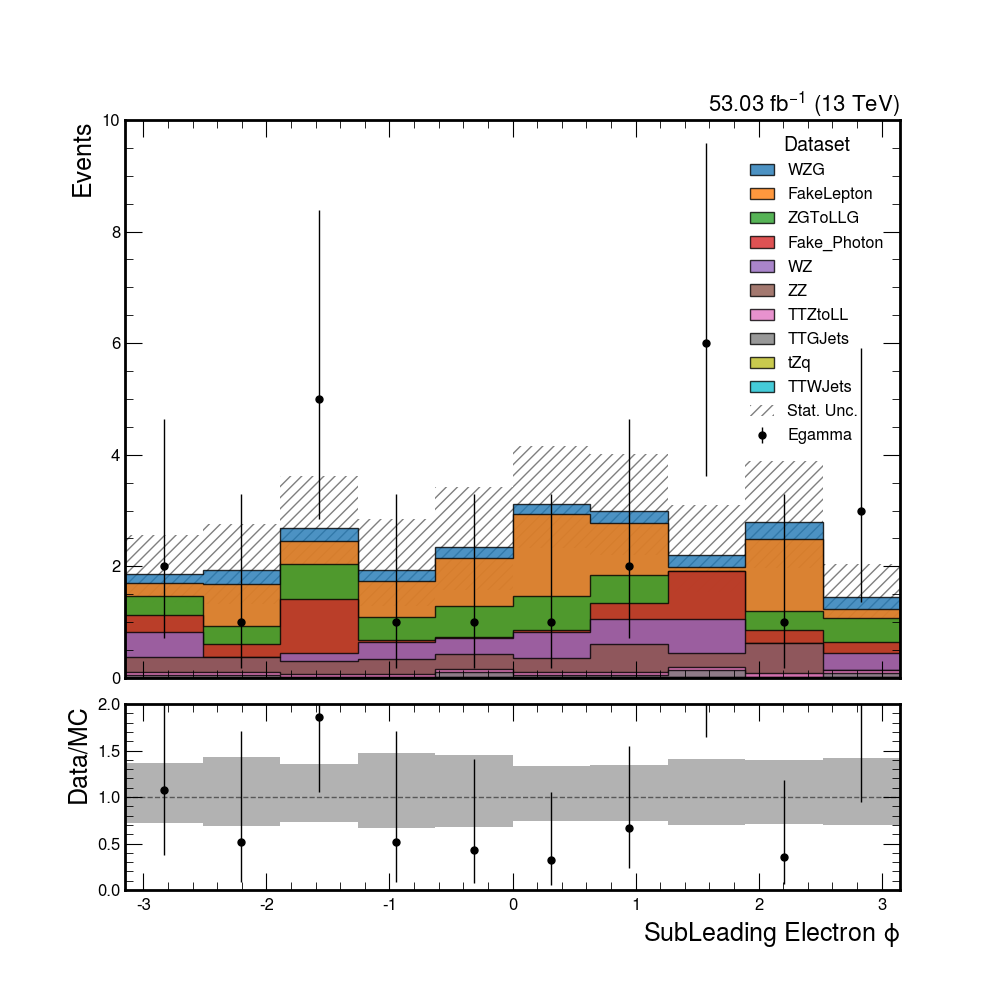 53.03 fb⁻¹ (13 TeV)
Events
10
8
6
4
2
0
Dataset
WZG
FakeLepton
ZGToLLG
Fake_Photon
WZ
ZZ
TTZtoLL
TTGJets
tZq
TTWJets
Stat. Unc.
Egamma
Data/MC
2.0
1.5
1.0
0.5
0.0
-3 -2 -1 0 1 2 3
SubLeading Electron ϕ